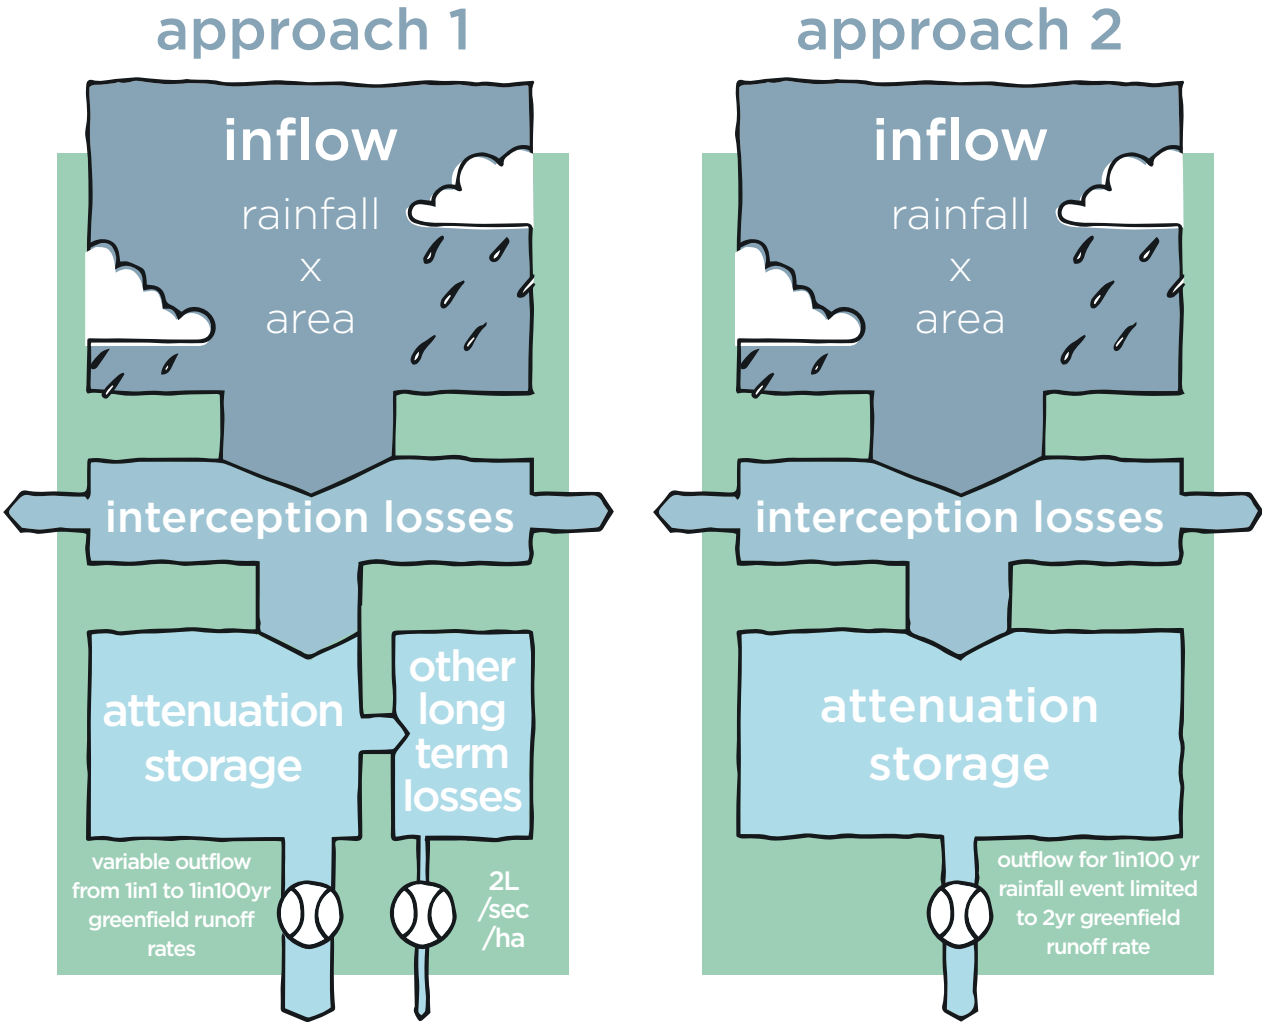 approach 1
inflow
rainfall
x
area
interception losses
attenuation
storage
other
long
term
losses
variable outflow
from 1in1 to 1in100yr
greenfield runoff
rates
2L
/sec
/ha
approach 2
inflow
rainfall
x
area
interception losses
attenuation
storage
outflow for 1in100 yr
rainfall event limited
to 2yr greenfield
runoff rate